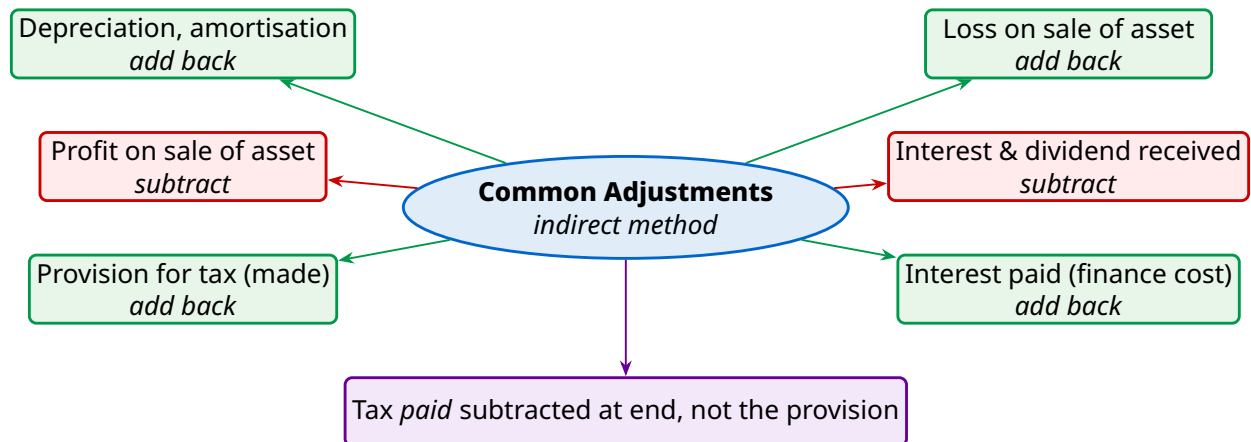 Depreciation, amortisation
add back
Loss on sale of asset
add back
Profit on sale of asset
subtract
Interest & dividend received
subtract
Common Adjustments
indirect method
Provision for tax (made)
add back
Interest paid (finance cost)
add back
Tax paid subtracted at end, not the provision